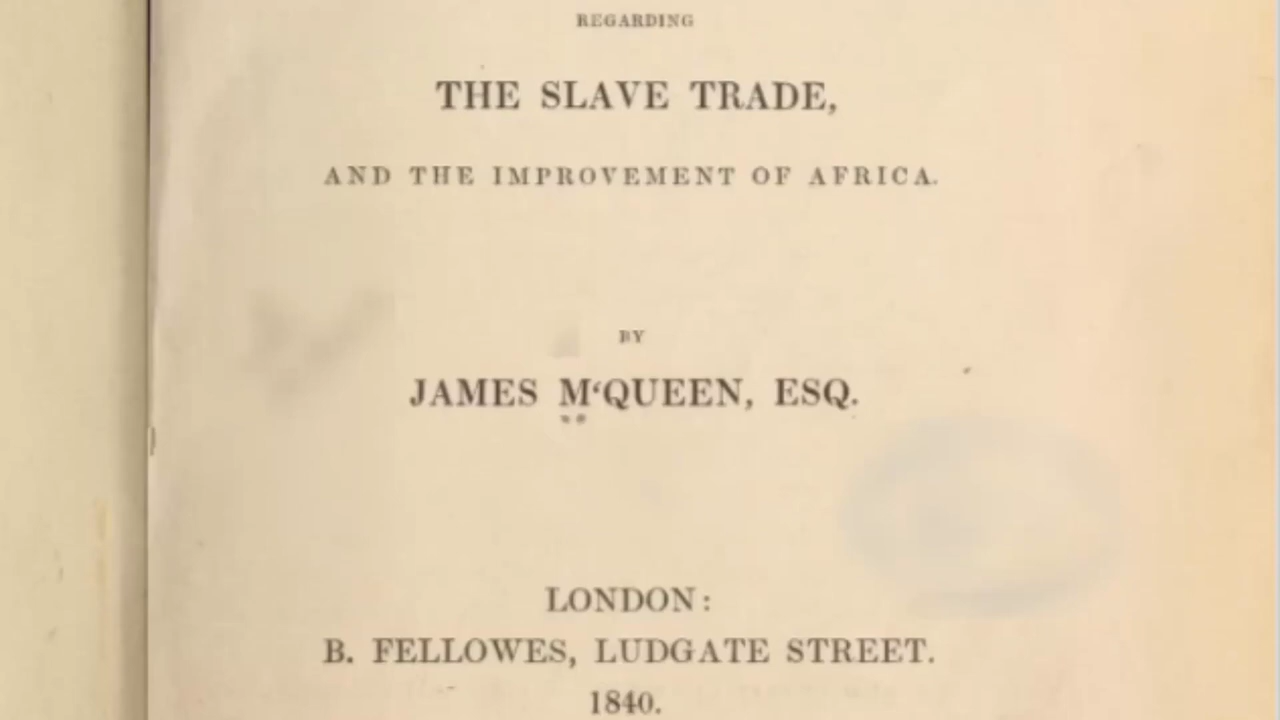 REGARDING
THE SLAVE TRADE,
AND THE IMPROVEMENT OF AFRICA.
BY
JAMES M‘QUEEN, ESQ.
LONDON:
B. FELLOWES, LUDGATE STREET.
1840.